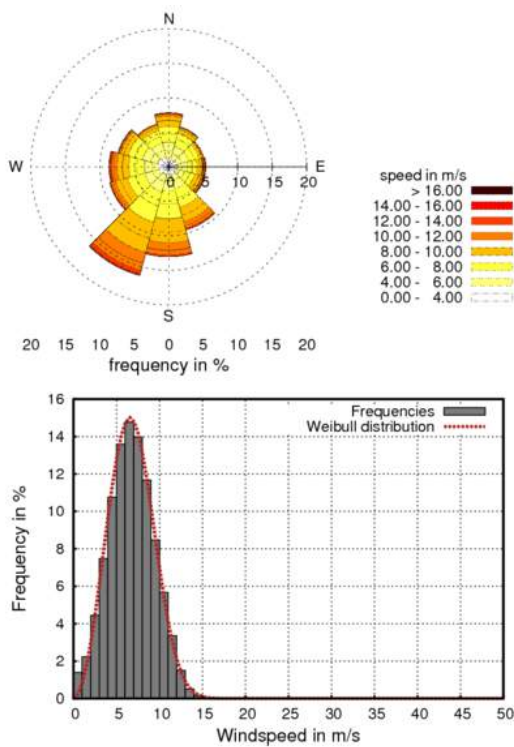 N
W
0 5 10 15 20
E
S
20 15 10 5 0 5 10 15 20
frequency in %
speed in m/s
> 16.00
14.00 - 16.00
12.00 - 14.00
10.00 - 12.00
8.00 - 10.00
6.00 - 8.00
4.00 - 6.00
0.00 - 4.00
16
14
12
10
8
6
4
2
0
Frequency in %
Frequencies
Weibull distribution
0 5 10 15 20 25 30 35 40 45 50
Windspeed in m/s